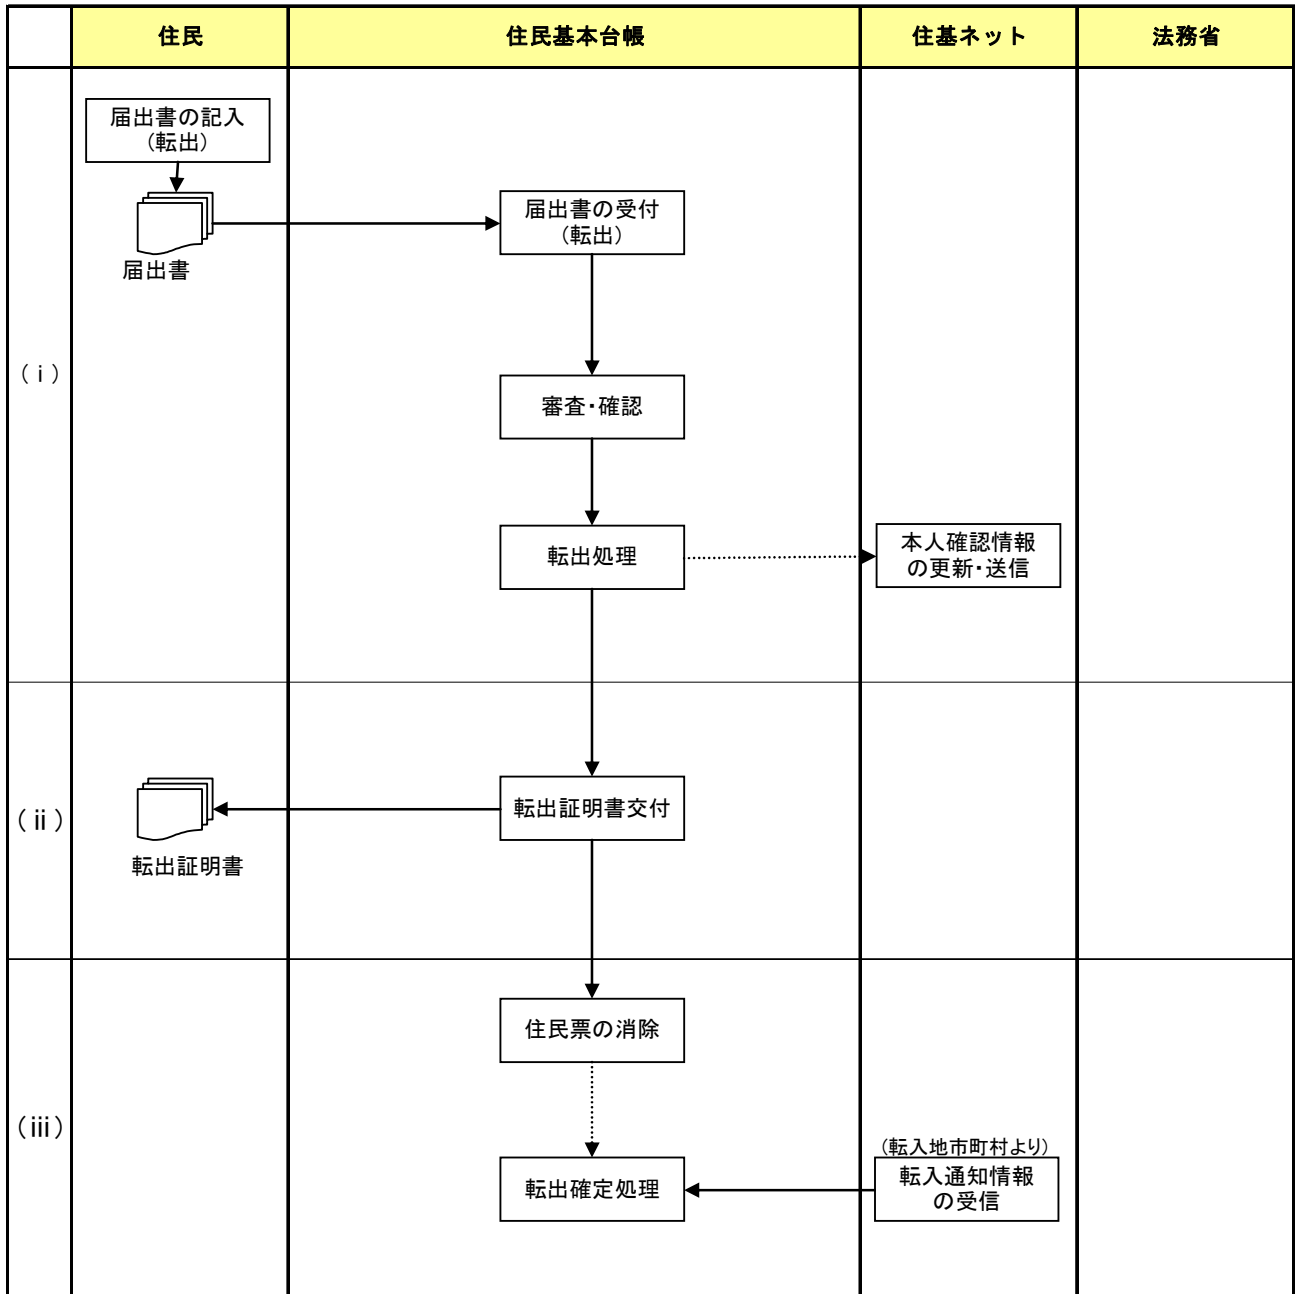 住民
住民基本台帳
住基ネット
法務省
(ⅰ)
届出書の記入
(転出)
届出書
届出書の受付
(転出)
審査・確認
転出処理
本人確認情報
の更新・送信
(ⅱ)
転出証明書交付
転出証明書
(ⅲ)
住民票の消除
転出確定処理
(転入地市町村より)
転入通知情報
の受信